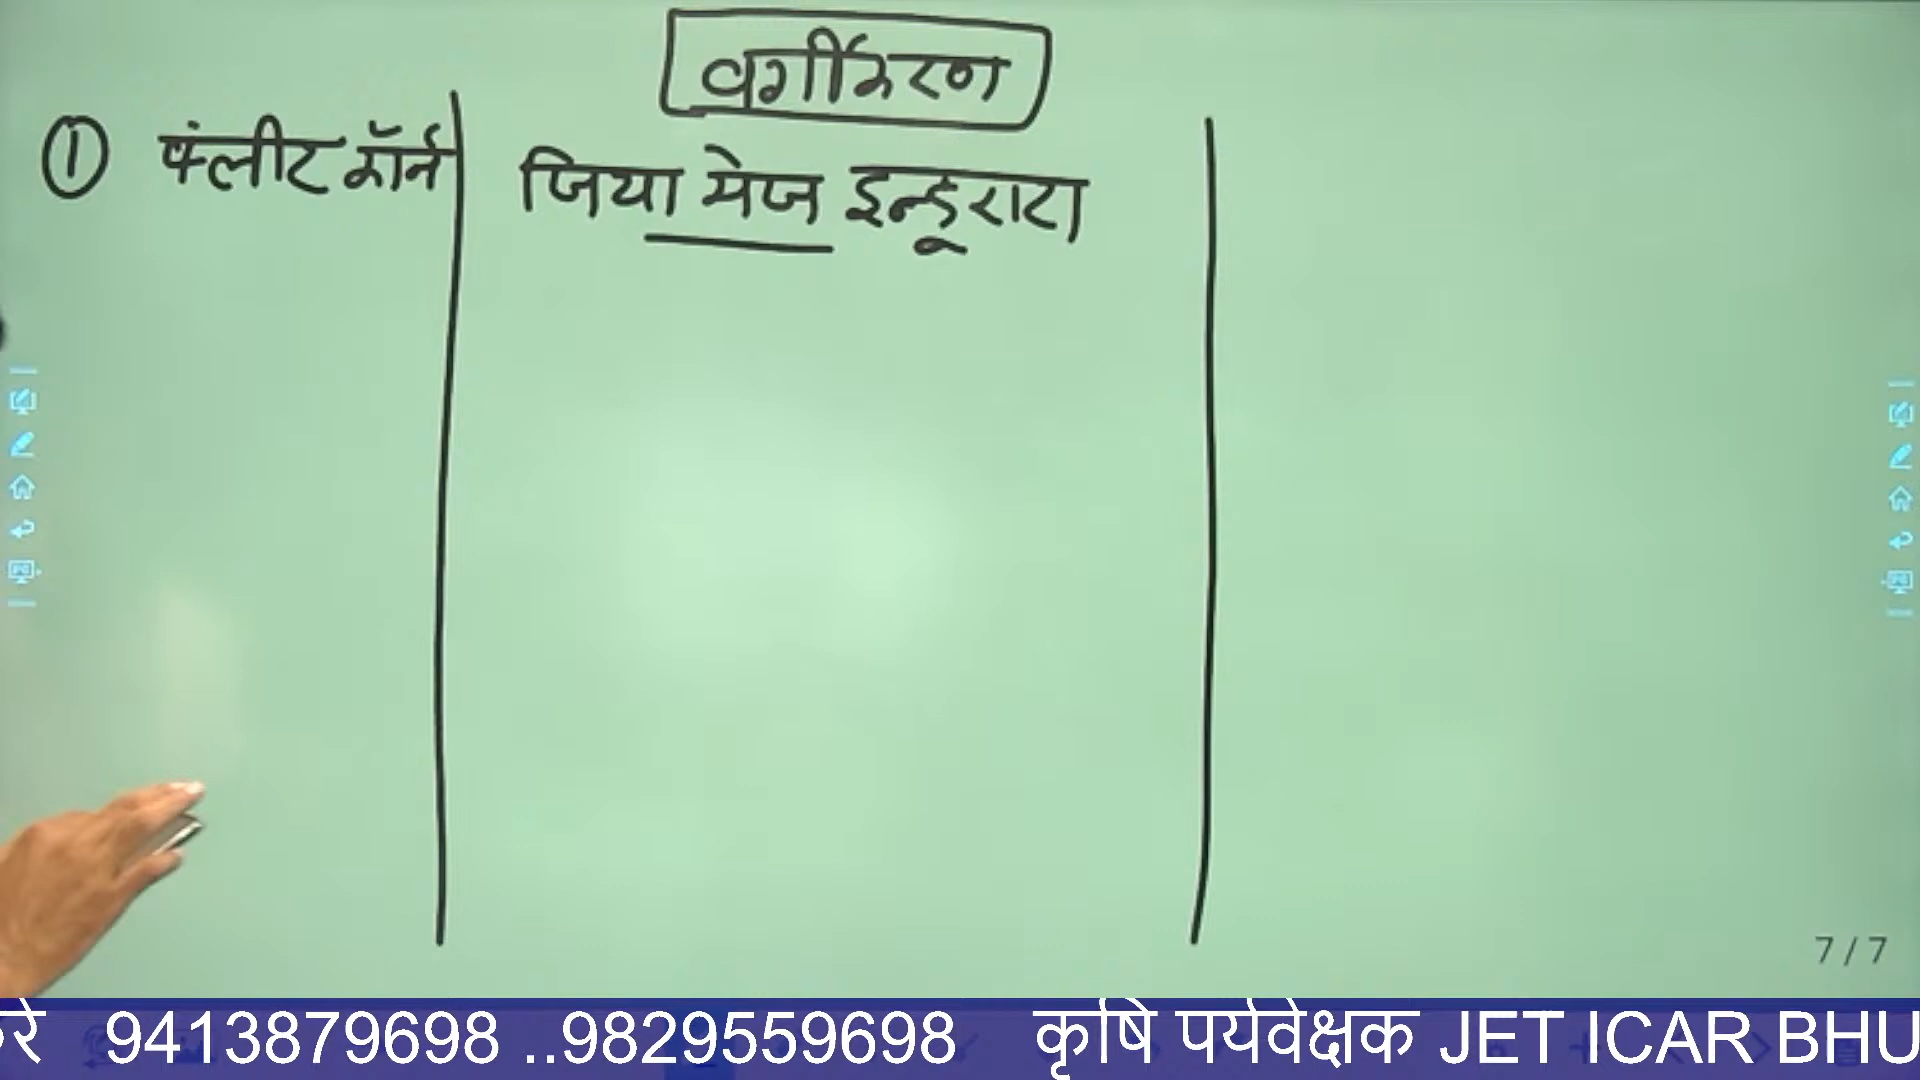 वर्गीकरण
① फ्लींट कॉर्न जिया मेज इन्डूराटा
7 / 7
रे 9413879698 ..9829559698 कृषि पर्यवेक्षक JET ICAR BHU